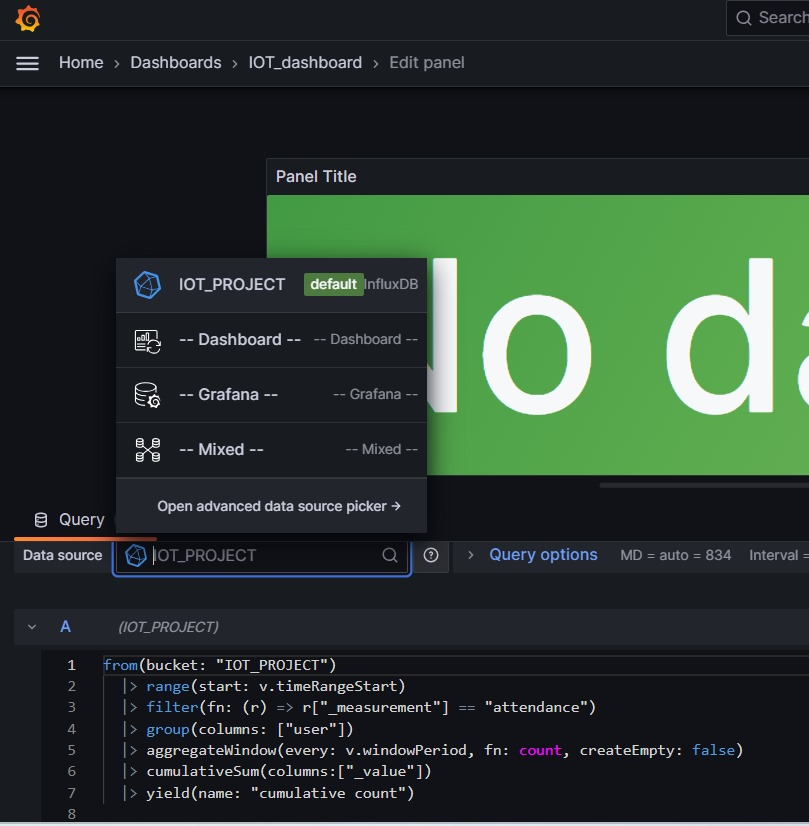 Search
Home › Dashboards › IOT_dashboard › Edit panel
Panel Title
IOT_PROJECT default InfluxDB
-- Dashboard -- -- Dashboard --
-- Grafana -- -- Grafana --
-- Mixed -- -- Mixed --
Open advanced data source picker →
o da
Query
Data source IOT_PROJECT Query options MD = auto = 834 Interval =
A (IOT_PROJECT)
1 from(bucket: "IOT_PROJECT")
2 |> range(start: v.timeRangeStart)
3 |> filter(fn: (r) => r["_measurement"] == "attendance")
4 |> group(columns: ["user"])
5 |> aggregateWindow(every: v.windowPeriod, fn: count, createEmpty: false)
6 |> cumulativeSum(columns:["_value"])
7 |> yield(name: "cumulative count")
8